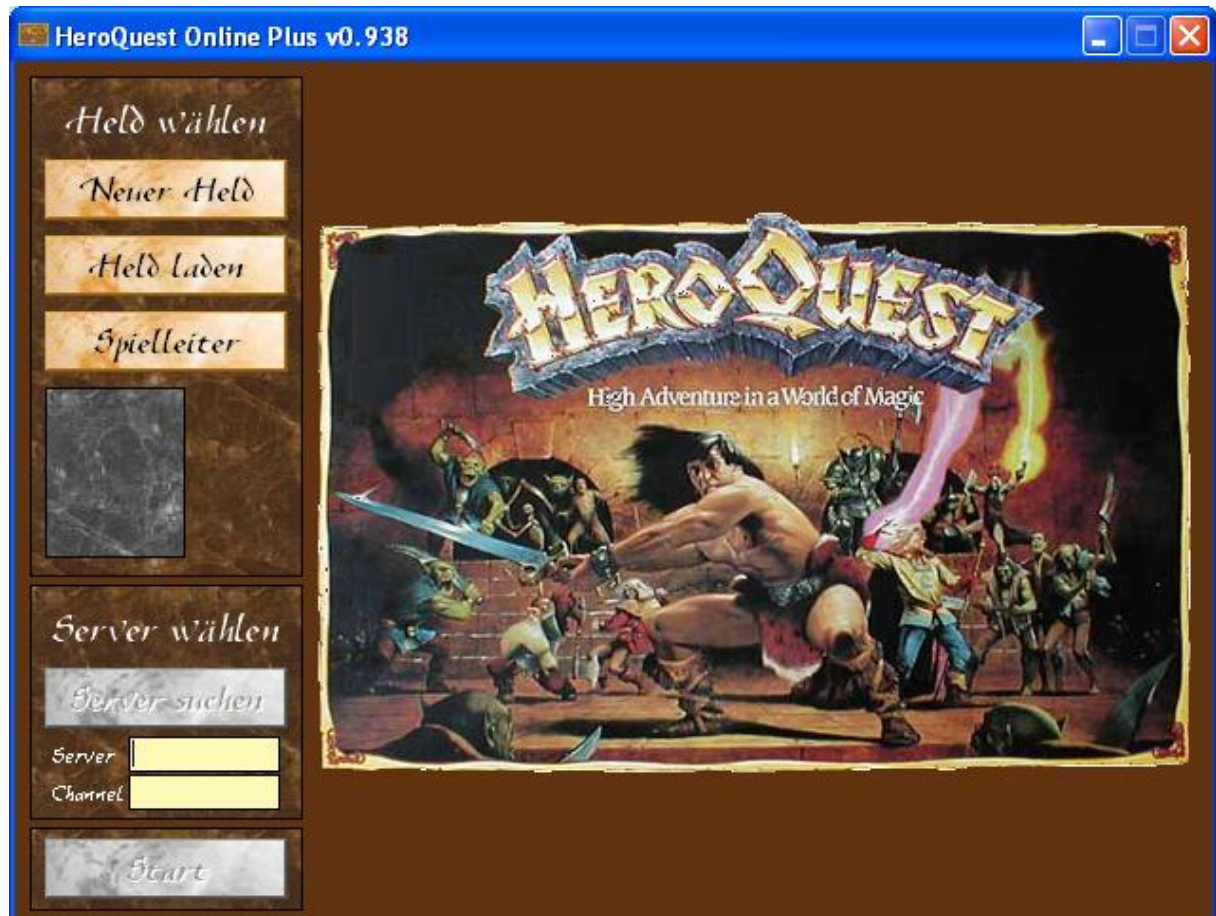 HeroQuest Online Plus v0.938
Held wählen
Neuer Held
Held laden
Spielleiter
Server wählen
Server suchen
Server
Channel
Start
HEROQUEST
High Adventure in a World of Magic